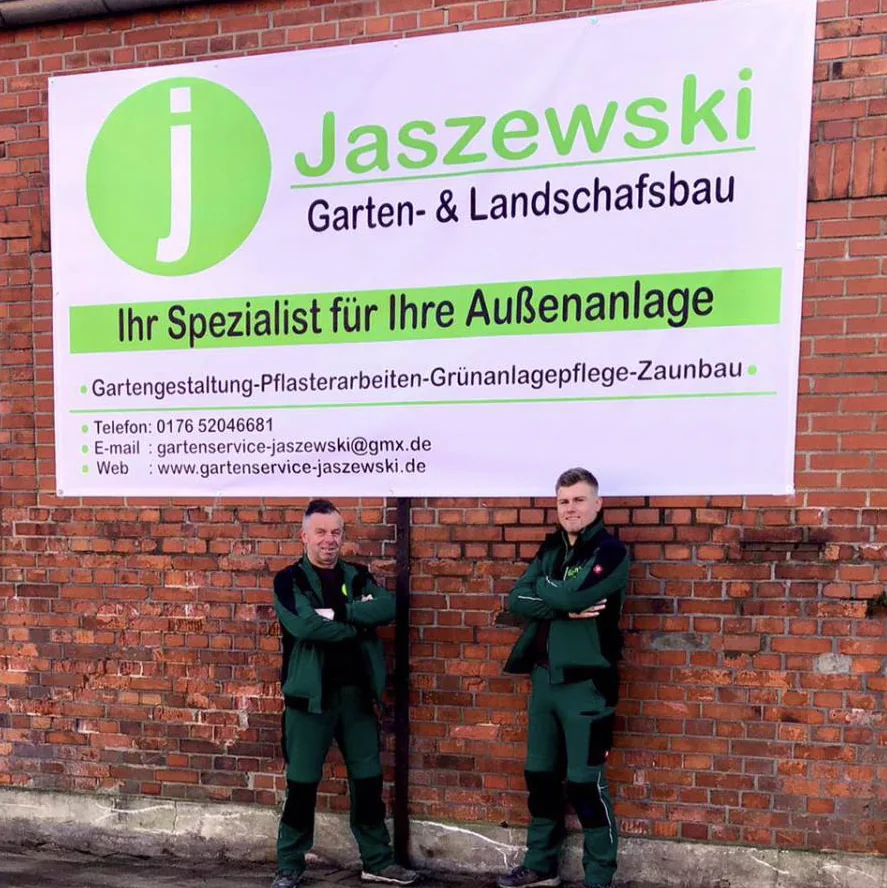 j
Jaszewski
Garten- & Landschafsbau
Ihr Spezialist für Ihre Außenanlage
• Gartengestaltung-Pflasterarbeiten-Grünanlagepflege-Zaunbau •
• Telefon: 0176 52046681
• E-mail : gartenservice-jaszewski@gmx.de
• Web : www.gartenservice-jaszewski.de